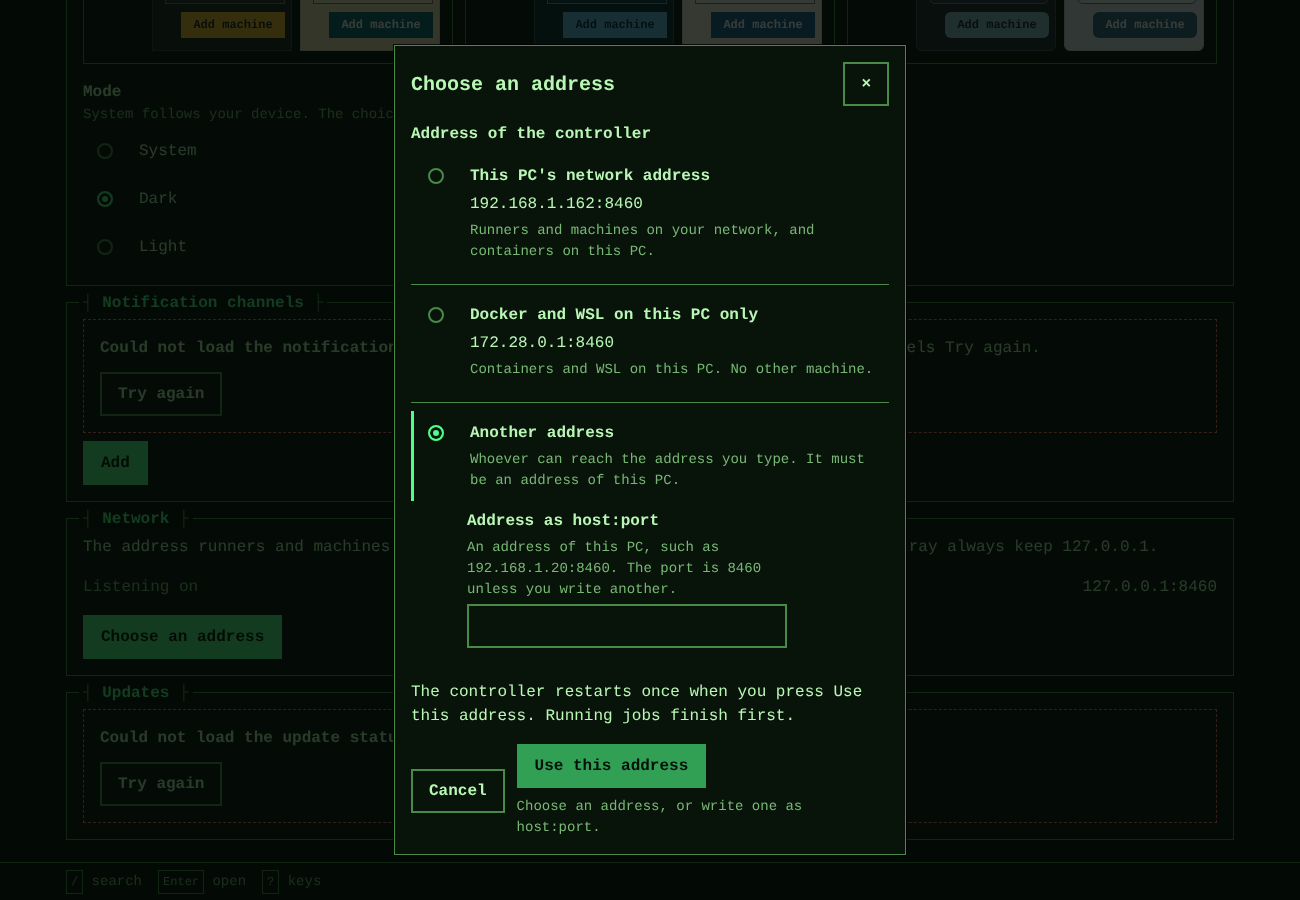 Add machine
Add machine
Add machine
Add machine
Add machine
Add machine
Mode
System follows your device. The choic
System
Dark
Light
Notification channels
Could not load the notification
els Try again.
Try again
Add
Network
The address runners and machines
ray always keep 127.0.0.1.
Listening on
127.0.0.1:8460
Choose an address
Updates
Could not load the update statu
Try again
/ search Enter open ? keys
Choose an address
×
Address of the controller
This PC's network address
192.168.1.162:8460
Runners and machines on your network, and
containers on this PC.
Docker and WSL on this PC only
172.28.0.1:8460
Containers and WSL on this PC. No other machine.
Another address
Whoever can reach the address you type. It must
be an address of this PC.
Address as host:port
An address of this PC, such as
192.168.1.20:8460. The port is 8460
unless you write another.
The controller restarts once when you press Use
this address. Running jobs finish first.
Cancel
Use this address
Choose an address, or write one as
host:port.